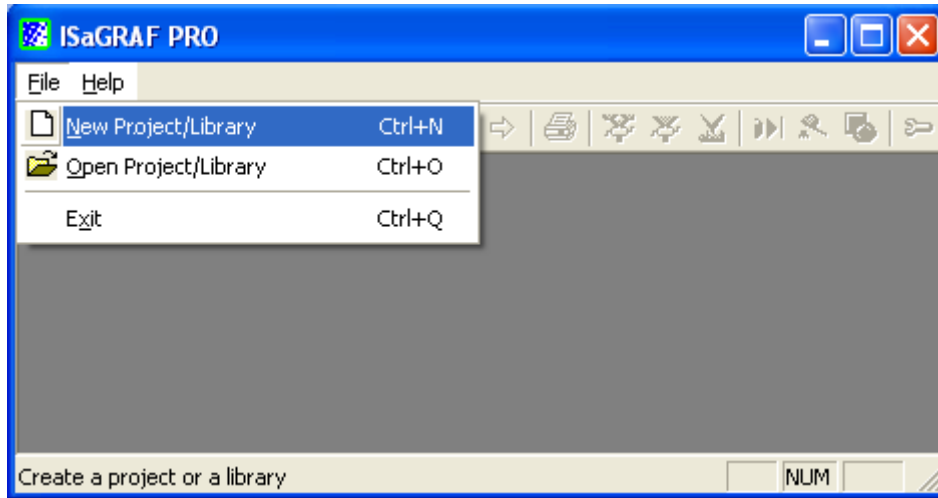 ISaGRAF PRO
File Help
New Project/Library Ctrl+N
Open Project/Library Ctrl+O
Exit Ctrl+Q
Create a project or a library NUM